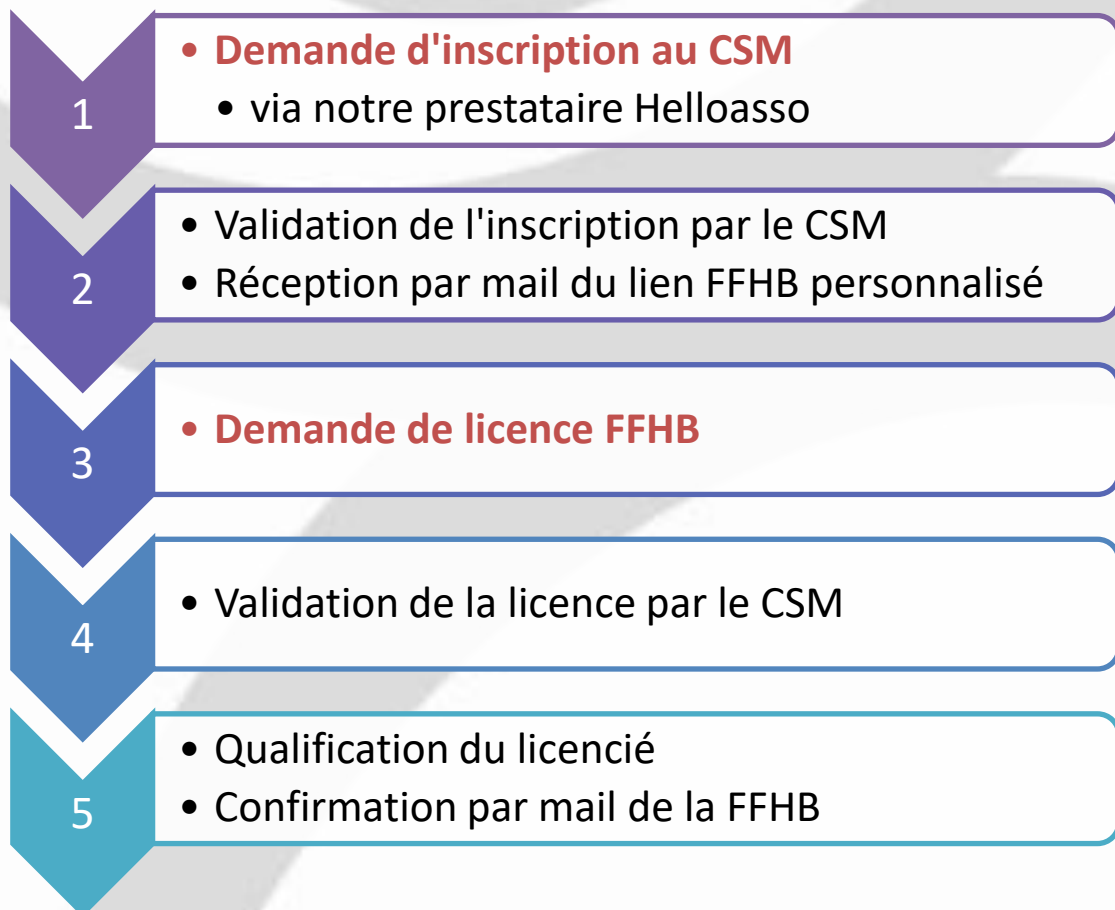 1
• Demande d'inscription au CSM
• via notre prestataire Helloasso
2
• Validation de l'inscription par le CSM
• Réception par mail du lien FFHB personnalisé
3
• Demande de licence FFHB
4
• Validation de la licence par le CSM
5
• Qualification du licencié
• Confirmation par mail de la FFHB